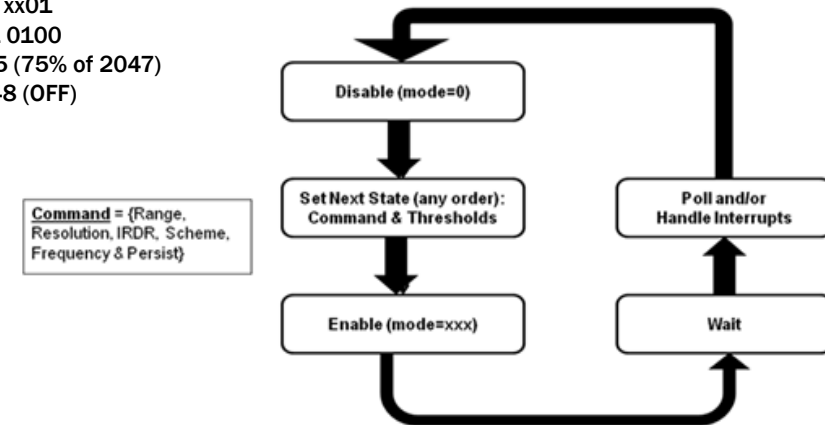 xx01
0100
5 (75% of 2047)
8 (OFF)
Disable (mode=0)
Set Next State (any order):
Command & Thresholds
Poll and/or
Handle Interrupts
Command = {Range,
Resolution, IRDR, Scheme,
Frequency & Persist}
Enable (mode=xxx)
Wait